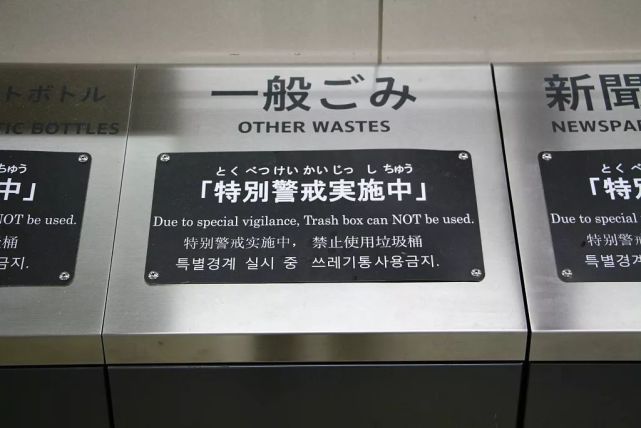 トボトル
TIC BOTTLES
ちゅう
中」
NOT be used.
圾桶
금지.
一般ごみ
OTHER WASTES
とくべつけいかいじっしちゅう
「特別警戒実施中」
Due to special vigilance, Trash box can NOT be used.
特别警戒实施中，禁止使用垃圾桶
특별경계 실시 중 쓰레기통사용금지.
新聞
NEWSPA
とくべ
「特別
Due to special
特别警戒
특별경계